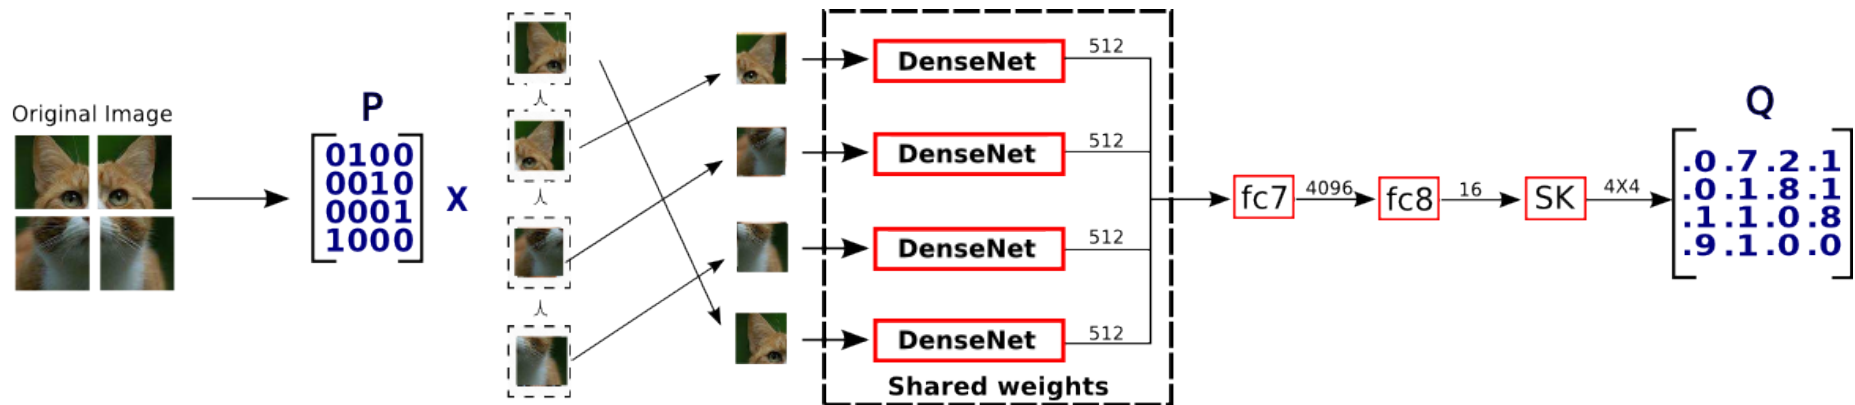 Original Image
P
0100
0010
0001
1000
X
DenseNet
512
DenseNet
512
DenseNet
512
DenseNet
512
Shared weights
fc7
4096
fc8
16
SK
4X4
Q
.0.7.2.1
.0.1.8.1
.1.1.0.8
.9.1.0.0